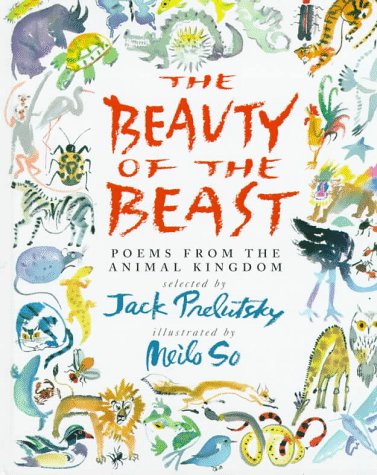 THE
BEAUTY
OF THE
BEAST
POEMS FROM THE
ANIMAL KINGDOM
selected by
Jack Prelutsky
illustrated by
Meilo So